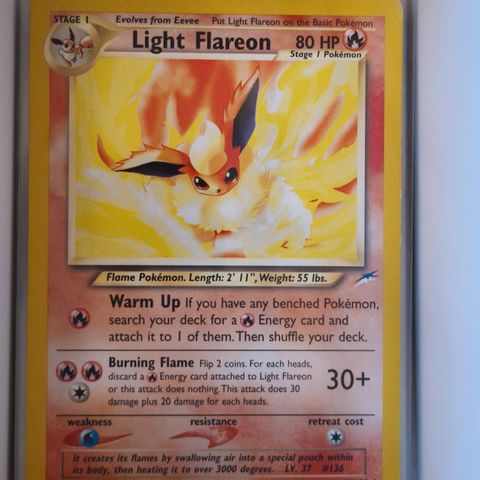 STAGE 1 Evolves from Eevee Put Light Flareon on the Basic Pokémon
Light Flareon 80 HP
Stage 1 Pokémon
Flame Pokémon. Length: 2' 11", Weight: 55 lbs.
Warm Up If you have any benched Pokémon,
search your deck for a Energy card and
attach it to 1 of them. Then shuffle your deck.
Burning Flame Flip 2 coins. For each heads,
discard a Energy card attached to Light Flareon
or this attack does nothing. This attack does 30
damage plus 20 damage for each heads.
30+
weakness resistance retreat cost
It creates its flames by swallowing air into a special pouch within
its body, then heating it to over 3000 degrees. LV. 37 #136